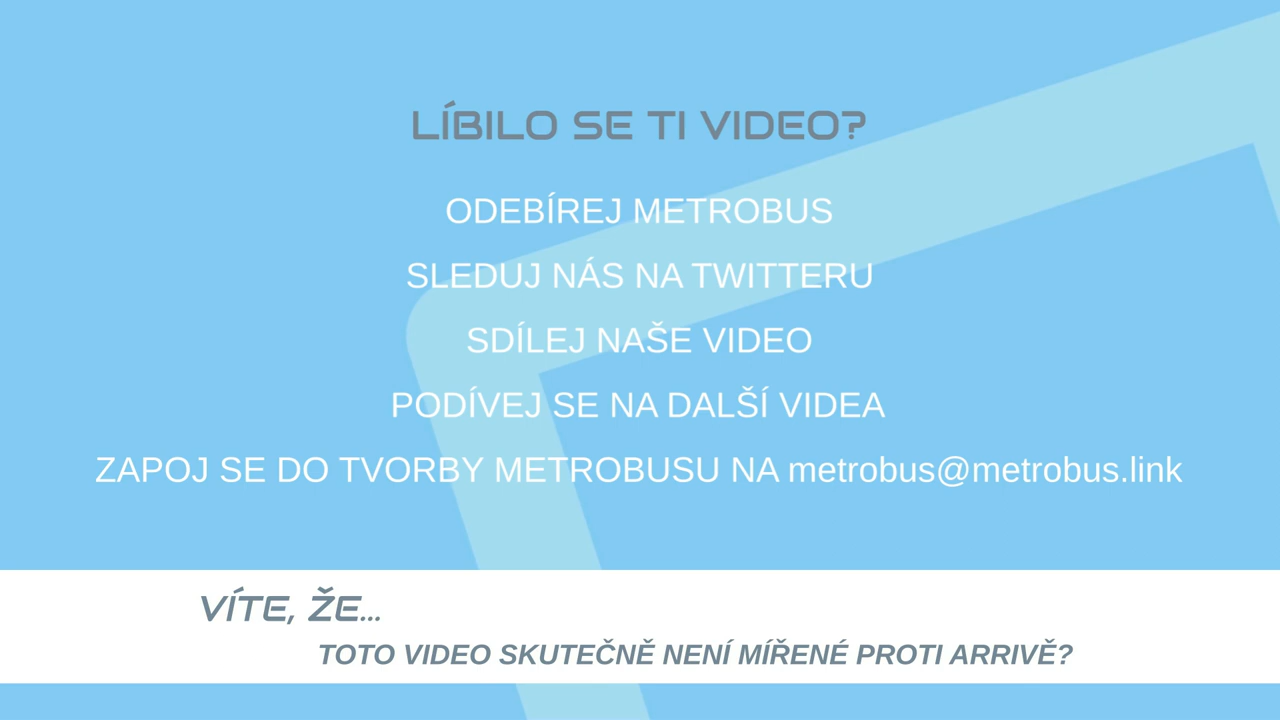 LÍBILO SE TI VIDEO?
ODEBÍREJ METROBUS
SLEDUJ NÁS NA TWITTERU
SDÍLEJ NAŠE VIDEO
PODÍVEJ SE NA DALŠÍ VIDEA
ZAPOJ SE DO TVORBY METROBUSU NA metrobus@metrobus.link
VÍTE, ŽE...
TOTO VIDEO SKUTEČNĚ NENÍ MÍŘENÉ PROTI ARRIVĚ?